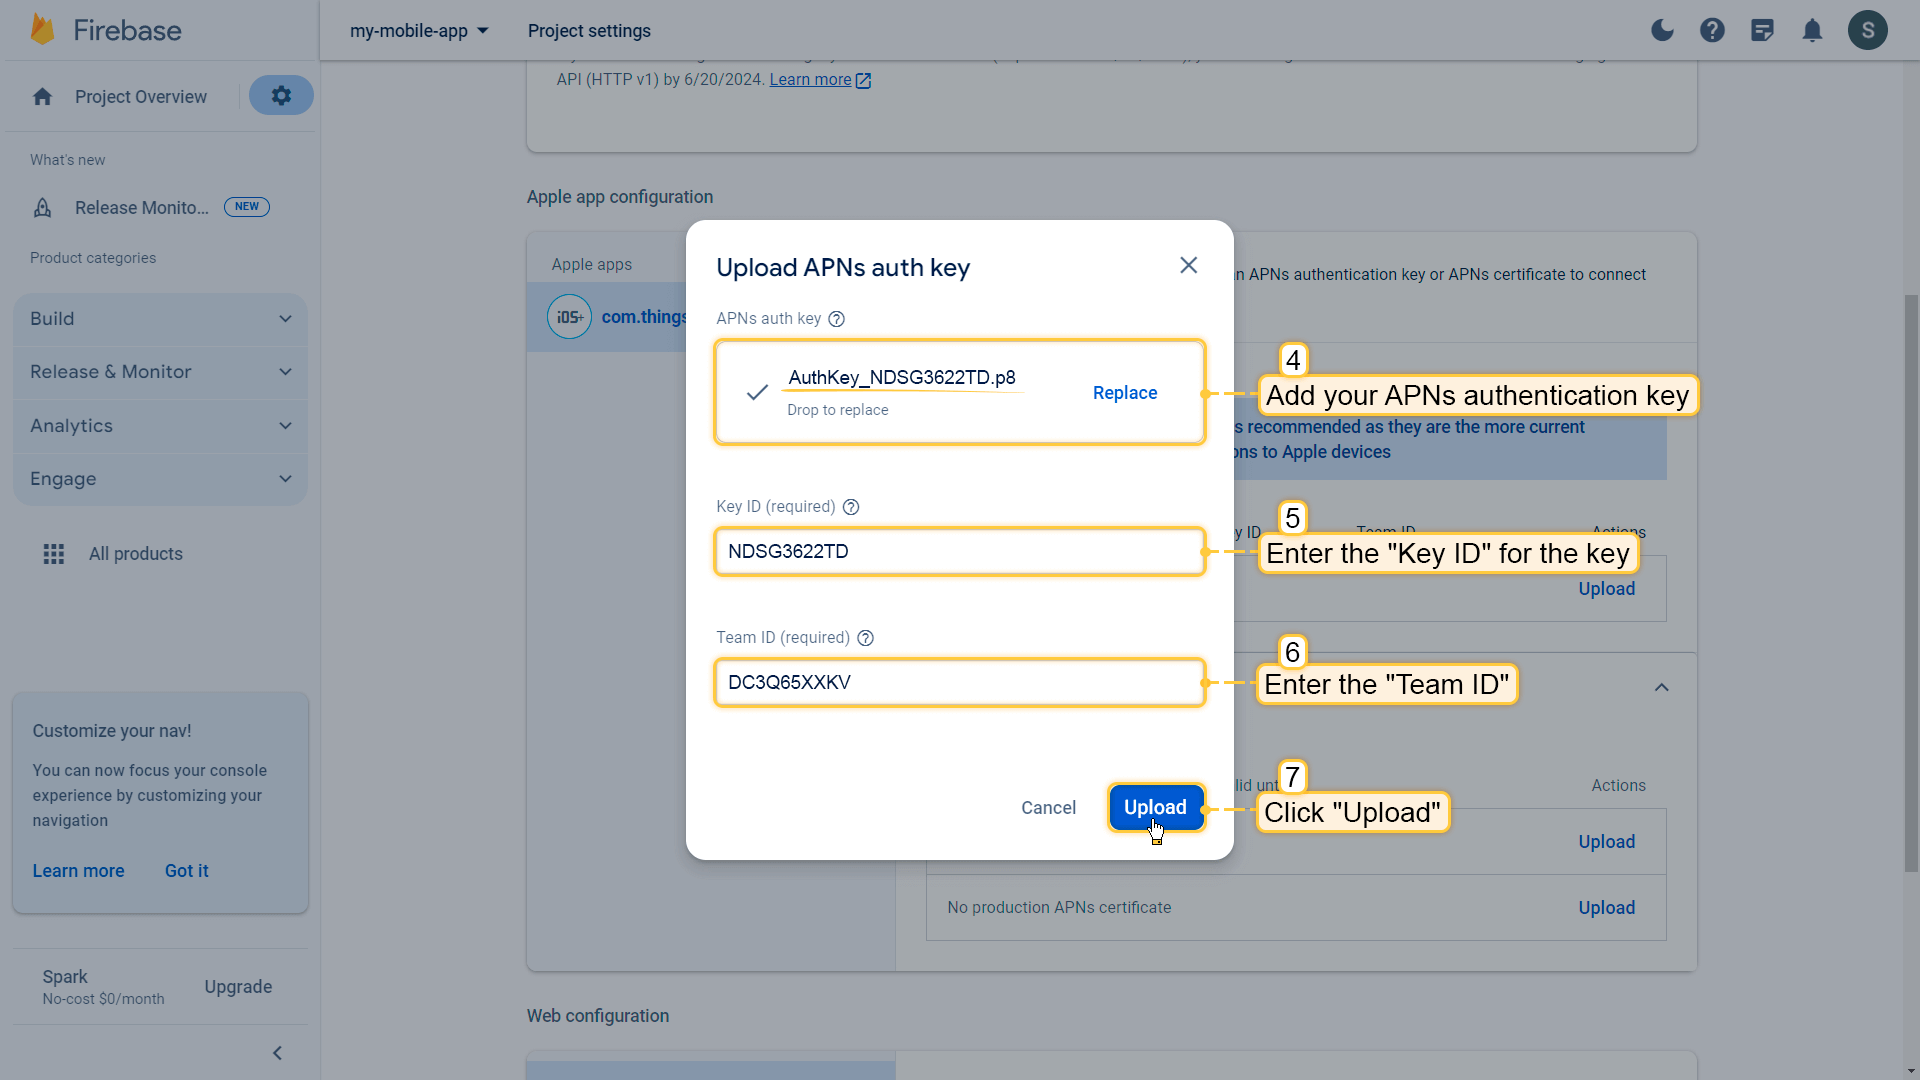 Firebase
my-mobile-app
Project settings
S
Project Overview
API (HTTP v1) by 6/20/2024. Learn more
What's new
Release Monito... NEW
Product categories
Build
Release & Monitor
Analytics
Engage
All products
Customize your nav!
You can now focus your console
experience by customizing your
navigation
Learn more
Got it
Spark
No-cost $0/month
Upgrade
Apple app configuration
Apple apps
iOS+
com.things
n APNs authentication key or APNs certificate to connect
s recommended as they are the more current
ons to Apple devices
y ID
Team ID
Actions
Upload
lid unt
Actions
Upload
No production APNs certificate
Upload
Web configuration
Upload APNs auth key
APNs auth key
AuthKey_NDSG3622TD.p8
Drop to replace
Replace
4
Add your APNs authentication key
Key ID (required)
NDSG3622TD
5
Enter the "Key ID" for the key
Team ID (required)
DC3Q65XXKV
6
Enter the "Team ID"
Cancel
Upload
7
Click "Upload"